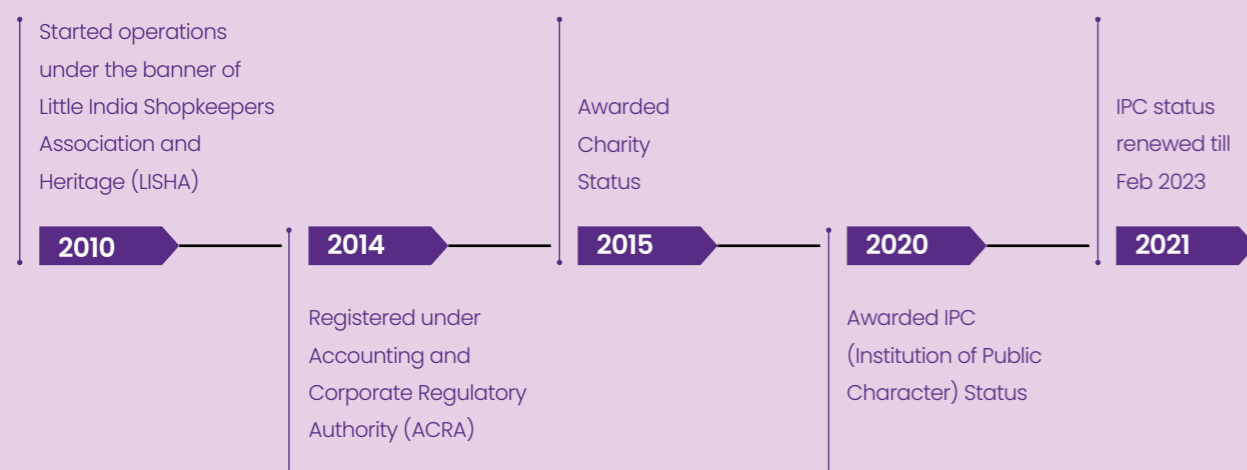 Started operations
under the banner of
Little India Shopkeepers
Association and
Heritage (LISHA)
2010
2014
Registered under
Accounting and
Corporate Regulatory
Authority (ACRA)
Awarded
Charity
Status
2015
2020
Awarded IPC
(Institution of Public
Character) Status
IPC status
renewed till
Feb 2023
2021